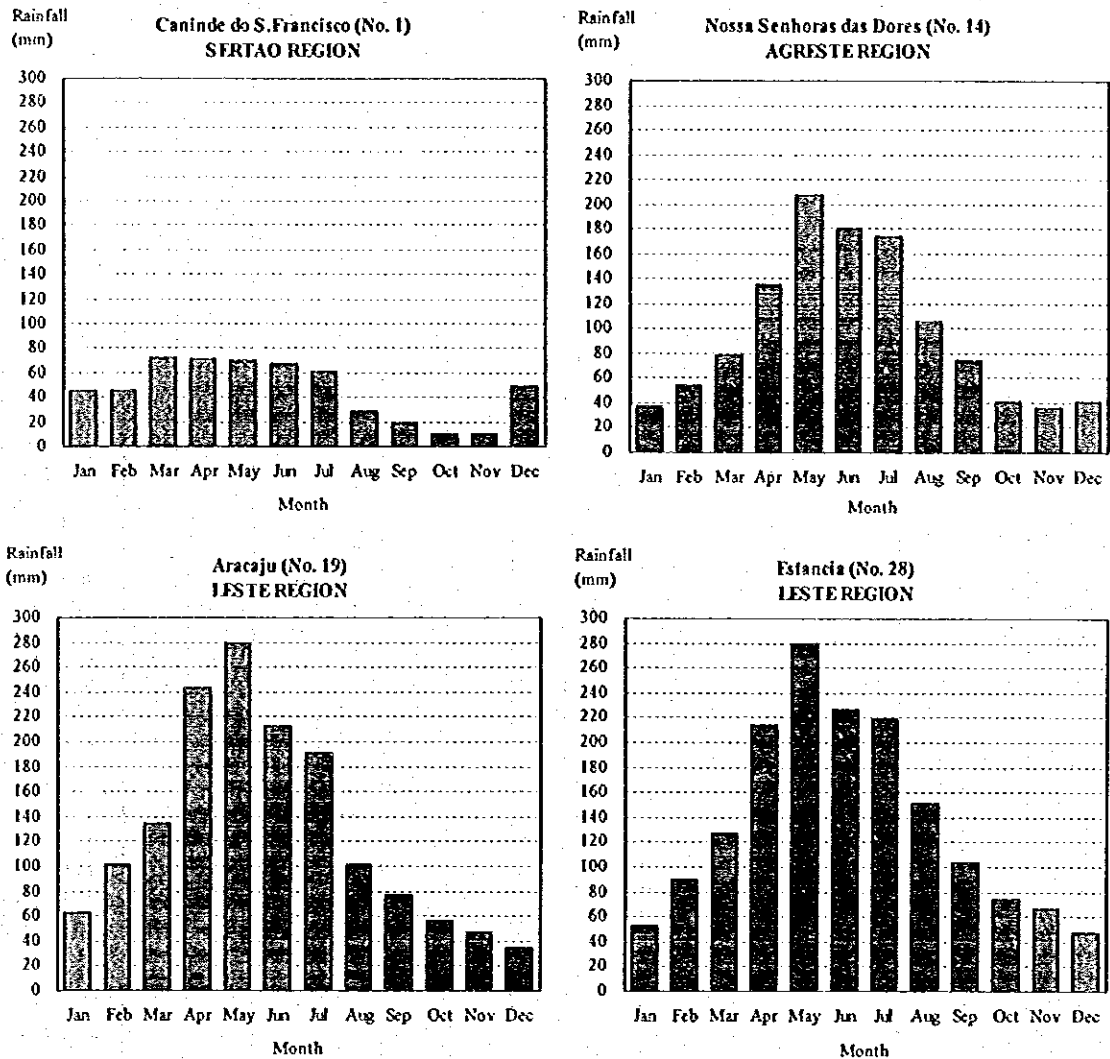 Rainfall
(mm)
Caninde do S.Francisco (No. 1)
SERTAO REGION
300
280
260
240
220
200
180
160
140
120
100
80
60
40
20
0
Jan Feb Mar Apr May Jun Jul Aug Sep Oct Nov Dec
Month
Nossa Senhoras das Dores (No. 14)
AGRESTE REGION
300
280
260
240
220
200
180
160
140
120
100
80
60
40
20
0
Jan Feb Mar Apr May Jun Jul Aug Sep Oct Nov Dec
Month
Rainfall
(mm)
Aracaju (No. 19)
LESTE REGION
300
280
260
240
220
200
180
160
140
120
100
80
60
40
20
0
Jan Feb Mar Apr May Jun Jul Aug Sep Oct Nov Dec
Month
Rainfall
(mm)
Estancia (No. 28)
LESTE REGION
300
280
260
240
220
200
180
160
140
120
100
80
60
40
20
0
Jan Feb Mar Apr May Jun Jul Aug Sep Oct Nov Dec
Month
Rainfall
(mm)